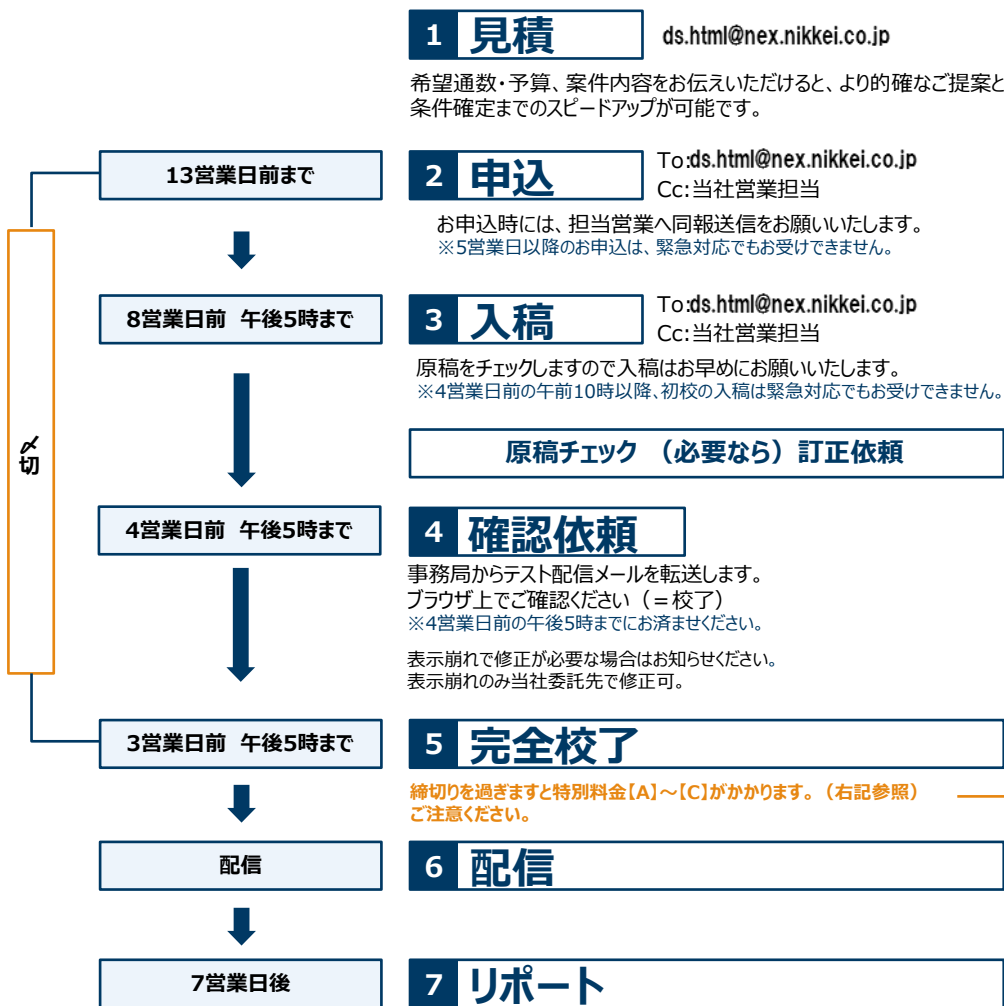 1 見積 ds.html@nex.nikkei.co.jp
希望通数・予算、案件内容をお伝えいただけると、より的確なご提案と
条件確定までのスピードアップが可能です。
13営業日前まで
2 申込 To:ds.html@nex.nikkei.co.jp
Cc:当社営業担当
お申込時には、担当営業へ同報送信をお願いいたします。
※5営業日以降のお申込は、緊急対応でもお受けできません。
〆切
8営業日前 午後5時まで
3 入稿 To:ds.html@nex.nikkei.co.jp
Cc:当社営業担当
原稿をチェックしますので入稿はお早めにお願いいたします。
※4営業日前の午前10時以降、初校の入稿は緊急対応でもお受けできません。
原稿チェック （必要なら）訂正依頼
4営業日前 午後5時まで
4 確認依頼
事務局からテスト配信メールを転送します。
ブラウザ上でご確認ください（＝校了）
※4営業日前の午後5時までにお済ませください。
表示崩れで修正が必要な場合はお知らせください。
表示崩れのみ当社委託先で修正可。
3営業日前 午後5時まで
5 完全校了
締切りを過ぎますと特別料金【A】～【C】がかかります。（右記参照）
ご注意ください。
配信
6 配信
7営業日後
7 リポート